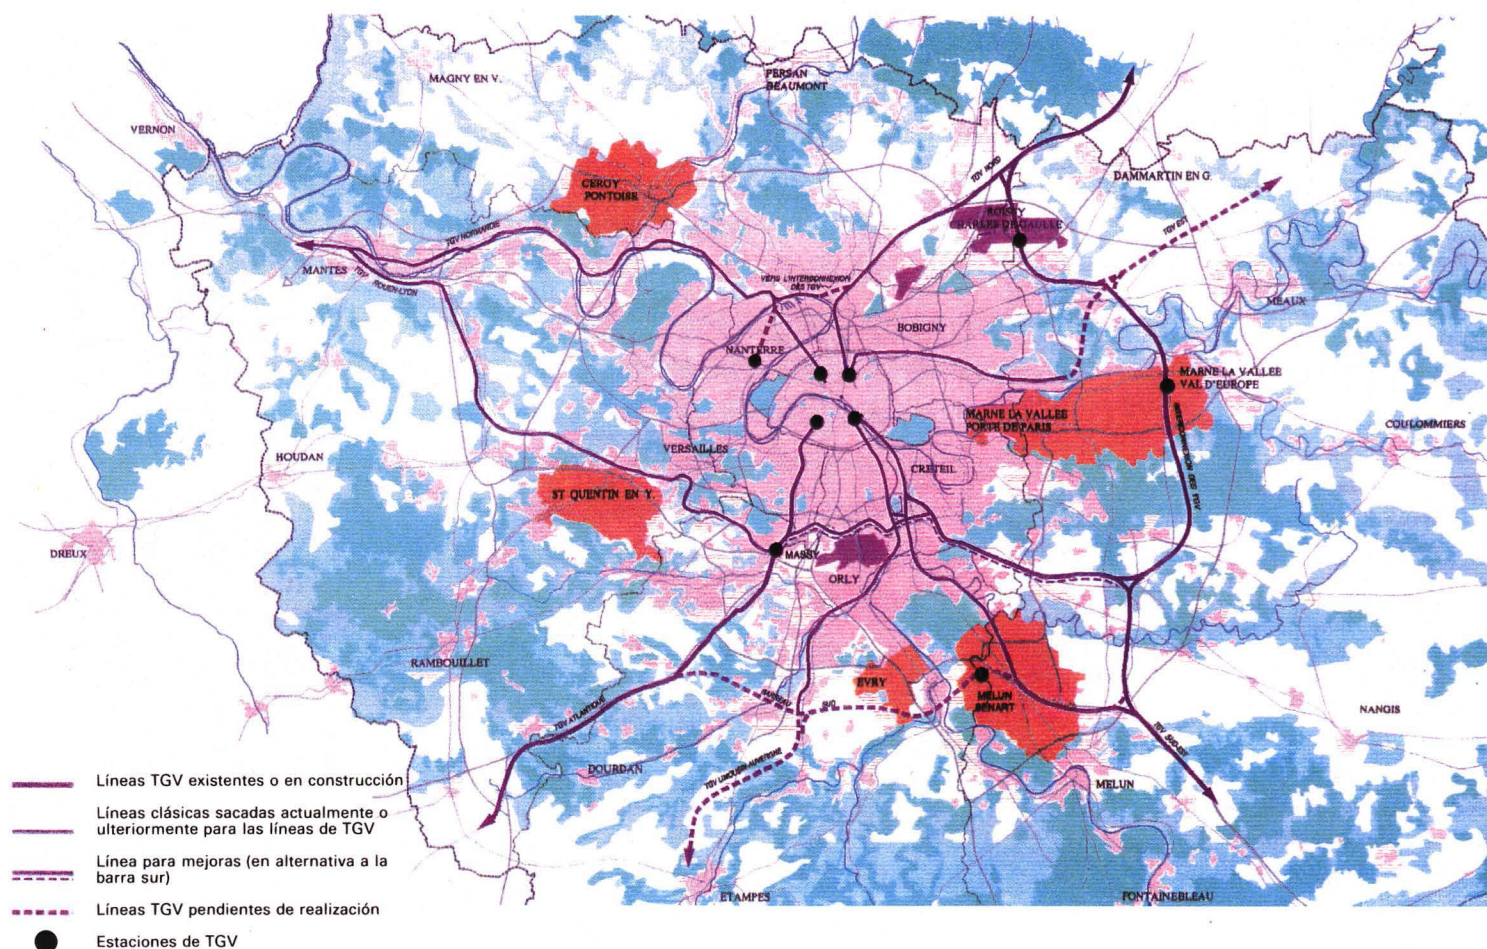 MAGNY EN V.
PERSAN
BEAUMONT
VERNON
CERGY
PONTOISE
TGV NORD
DAMMARTIN EN G.
ROISSY
CHARLES DE GAULLE
TGV EST
TGV NORMANDIE
MANTES
TGV
ROUEN-LYON
VERS L'INTERCONNEXION
DES TGV
MEAUX
BOBIGNY
NANTERRE
MARNE LA VALLEE
VAL D'EUROPE
MARNE LA VALLEE
PORTE DE PARIS
COULOMMIERS
HOUDAN
VERSAILLES
CRETEIL
INTERCONNEXION DES TGV
ST QUENTIN EN Y.
DREUX
MASSY
ORLY
RAMBOUILLET
EVRY
MELUN
SENART
BARREAU
SUD
TGV ATLANTIQUE
NANGIS
TGV SUD-EST
DOURDAN
TGV LIMOUSIN-AUVERGNE
MELUN
ETAMPES
FONTAINEBLEAU
Líneas TGV existentes o en construcción
Líneas clásicas sacadas actualmente o
ulteriormente para las líneas de TGV
Línea para mejoras (en alternativa a la
barra sur)
Líneas TGV pendientes de realización
Estaciones de TGV